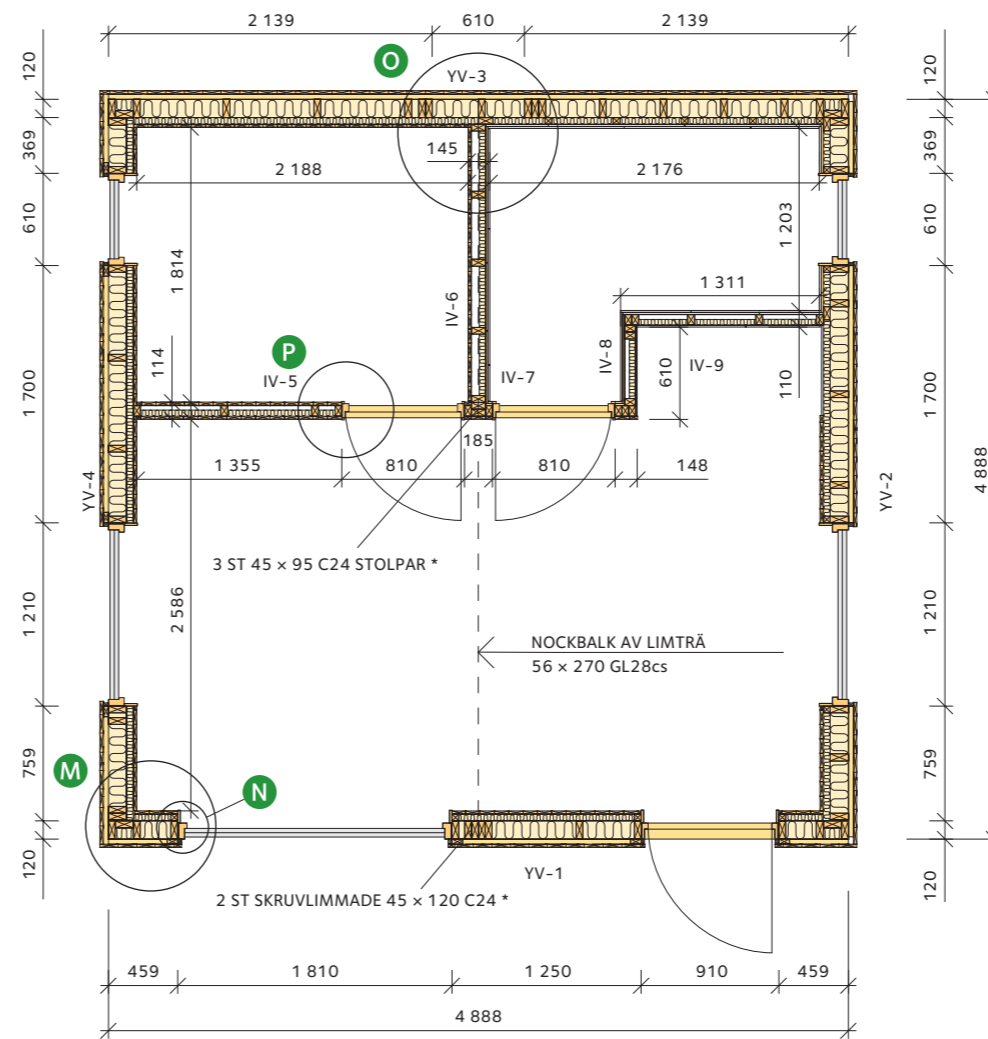 2 139
610
2 139
O
YV-3
120
120
369
369
145
2 188
2 176
610
610
1 203
1 814
1 311
IV-6
P
IV-8
114
IV-5
IV-7
610
IV-9
110
1 700
1 700
185
4 888
YV-4
1 355
810
810
148
YV-2
3 ST 45 × 95 C24 STOLPAR *
2 586
1 210
1 210
NOCKBALK AV LIMTRÄ
56 × 270 GL28cs
M
N
759
759
YV-1
120
120
2 ST SKRUVLIMMADE 45 × 120 C24 *
459
1 810
1 250
910
459
4 888